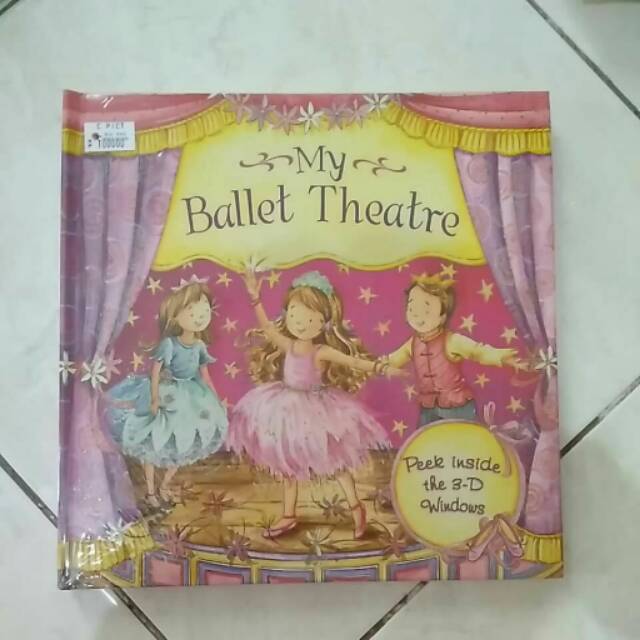 My
Ballet Theatre
Peek inside
the 3-D
Windows